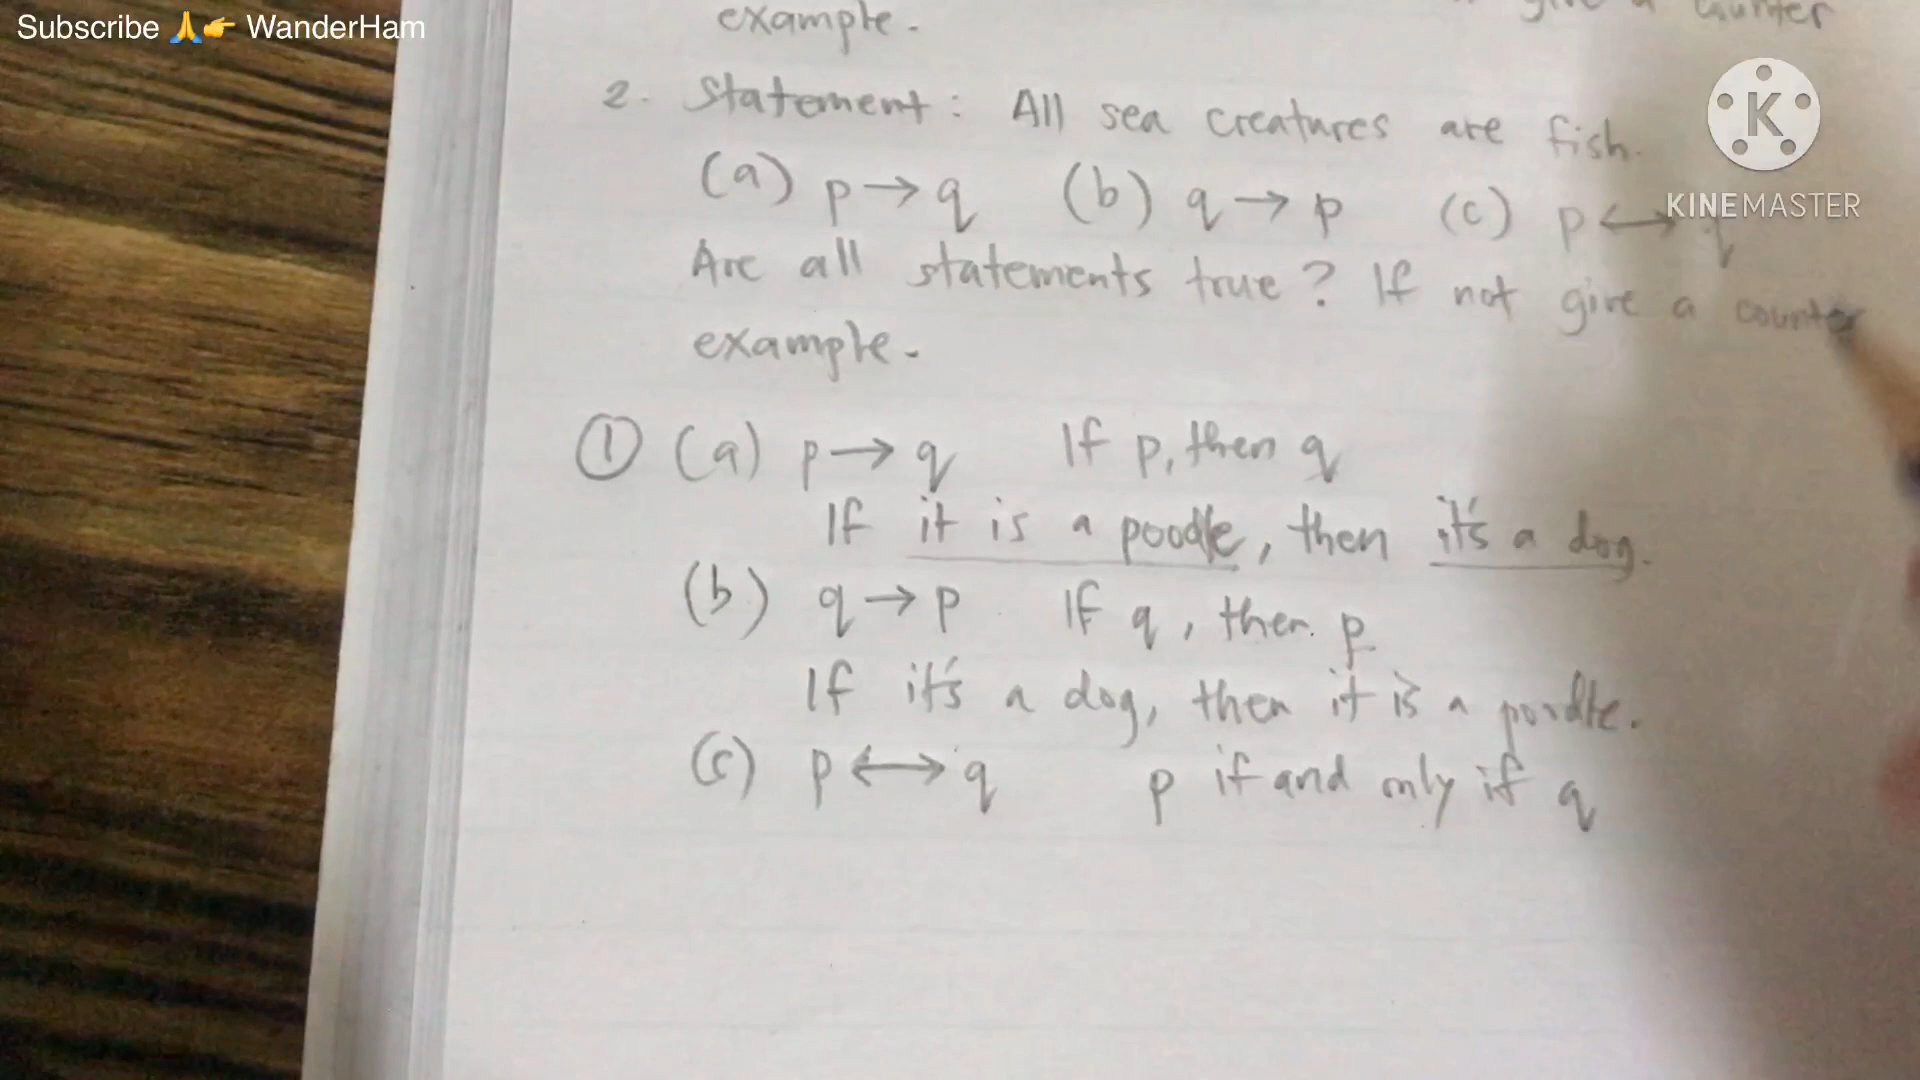 Subscribe 🙏👉 WanderHam
give a counter
example.
2. Statement: All sea creatures are fish.
(a) p → q (b) q → p (c) p ↔ q
KINEMASTER
Are all statements true? If not give a counter
example.
① (a) p → q If p, then q
If it is a poodle, then it's a dog.
(b) q → p If q, then p
If it's a dog, then it is a poodle.
(c) p ↔ q p if and only if q